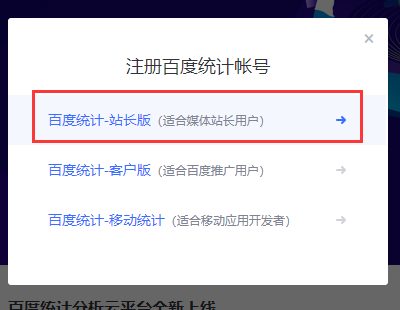 注册百度统计帐号
百度统计-站长版（适合媒体站长用户）
百度统计-客户版（适合百度推广用户）
百度统计-移动统计（适合移动应用开发者）
百度统计分析云平台全新上线